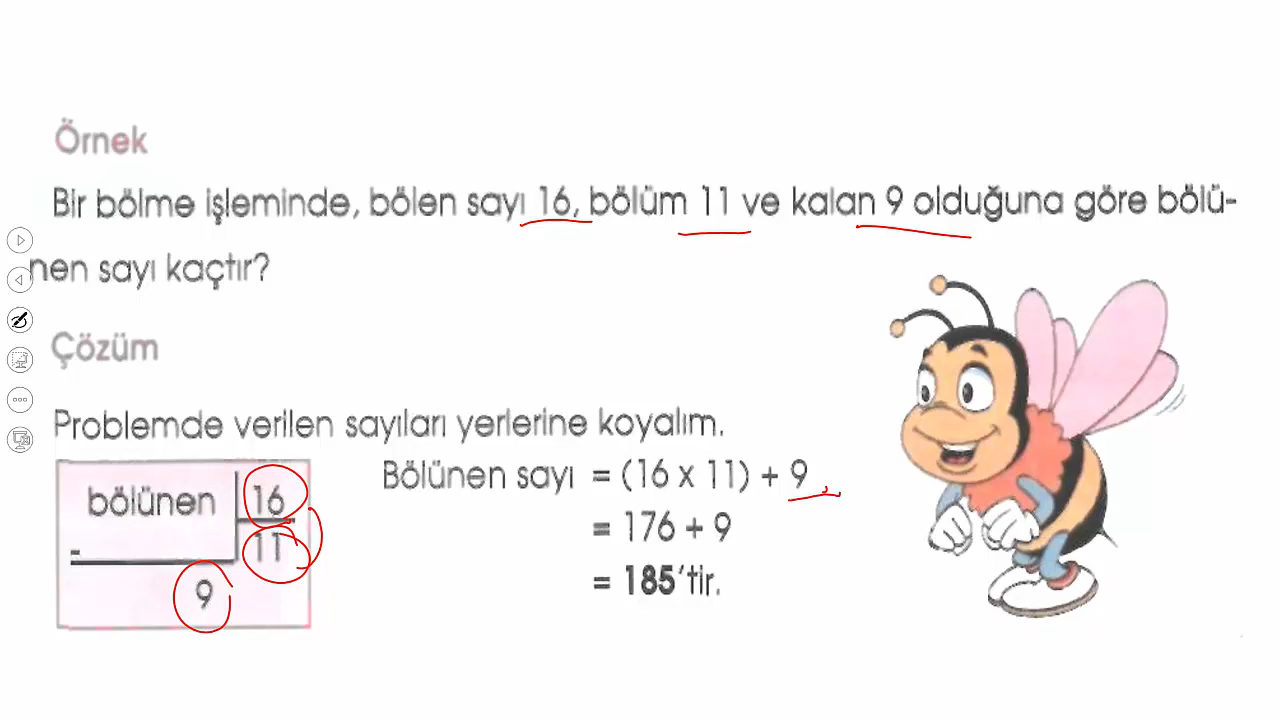 Örnek
Bir bölme işleminde, bölen sayı 16, bölüm 11 ve kalan 9 olduğuna göre bölü-
nen sayı kaçtır?
Çözüm
Problemde verilen sayıları yerlerine koyalım.
bölünen 16
11
-
9
Bölünen sayı = (16 x 11) + 9
= 176 + 9
= 185'tir.